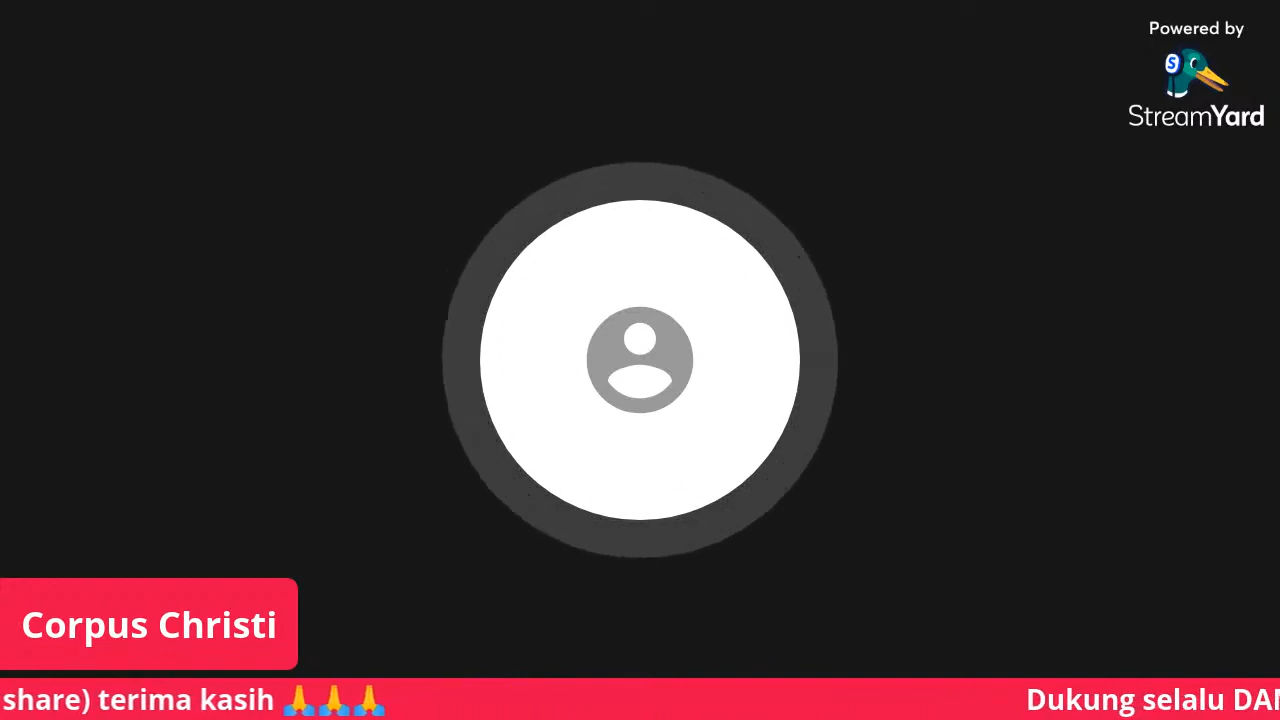 Powered by
S
StreamYard
Corpus Christi
share) terima kasih 🙏🙏🙏
Dukung selalu